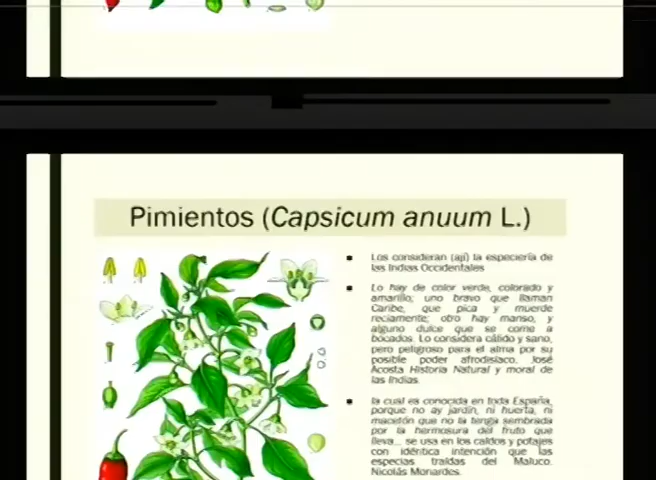 Pimientos (Capsicum anuum L.)
Los consideran (ají) la especiería de
las Indias Occidentales
Lo hay de color verde, colorado y
amarillo; uno bravo que llaman
Caribe, que pica y muerde
reciamente; otro hay manso, y
alguno dulce que se come a
bocados. Lo considera cálido y sano,
pero peligroso para el alma por su
posible poder afrodisíaco. José
Acosta Historia Natural y moral de
las Indias.
la cual es conocida en toda España,
porque no ay jardín, ni huerta, ni
macetón que no la tenga sembrada
por la hermosura del fruto que
lleva... se usa en los caldos y potajes
con idéntica intención que las
especias traídas del Maluco.
Nicolás Monardes.